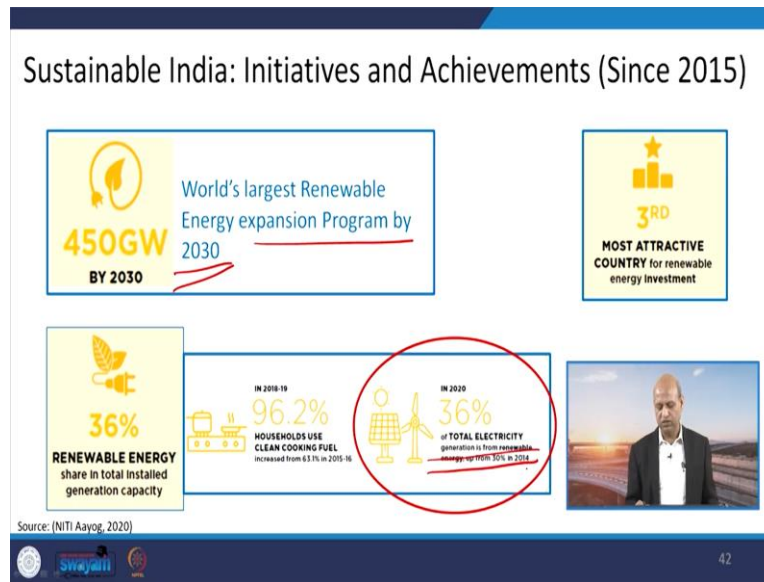 Sustainable India: Initiatives and Achievements (Since 2015)
450GW
BY 2030
World's largest Renewable
Energy expansion Program by
2030
3RD
MOST ATTRACTIVE
COUNTRY for renewable
energy investment
36%
RENEWABLE ENERGY
share in total installed
generation capacity
IN 2018-19
96.2%
HOUSEHOLDS USE
CLEAN COOKING FUEL
increased from 63.1% in 2015-16
IN 2020
36%
of TOTAL ELECTRICITY
generation is from renewable
energy, up from 30% in 2014
Source: (NITI Aayog, 2020)
swayam
42